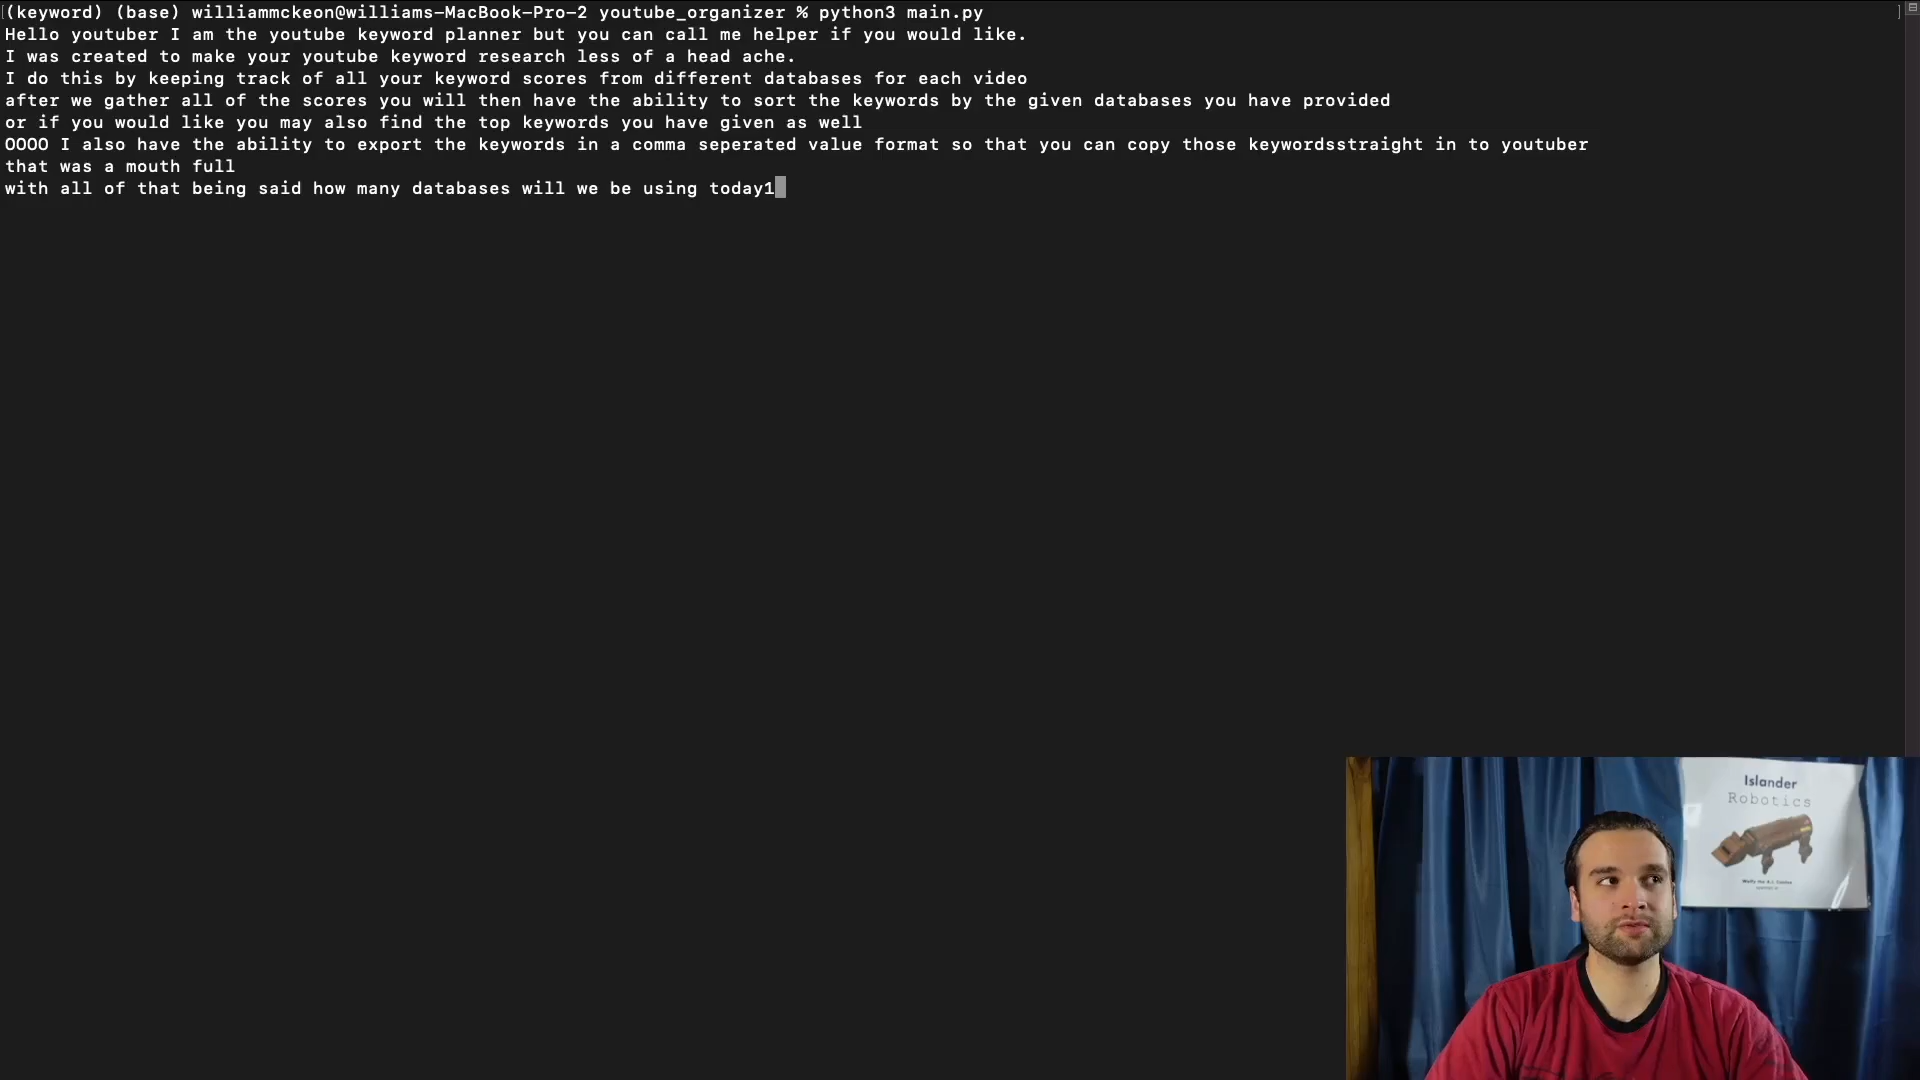 (keyword) (base) williammckeon@williams-MacBook-Pro-2 youtube_organizer % python3 main.py
Hello youtuber I am the youtube keyword planner but you can call me helper if you would like.
I was created to make your youtube keyword research less of a head ache.
I do this by keeping track of all your keyword scores from different databases for each video
after we gather all of the scores you will then have the ability to sort the keywords by the given databases you have provided
or if you would like you may also find the top keywords you have given as well
OOOO I also have the ability to export the keywords in a comma seperated value format so that you can copy those keywordsstraight in to youtuber
that was a mouth full
with all of that being said how many databases will we be using today1
Islander
Robotics